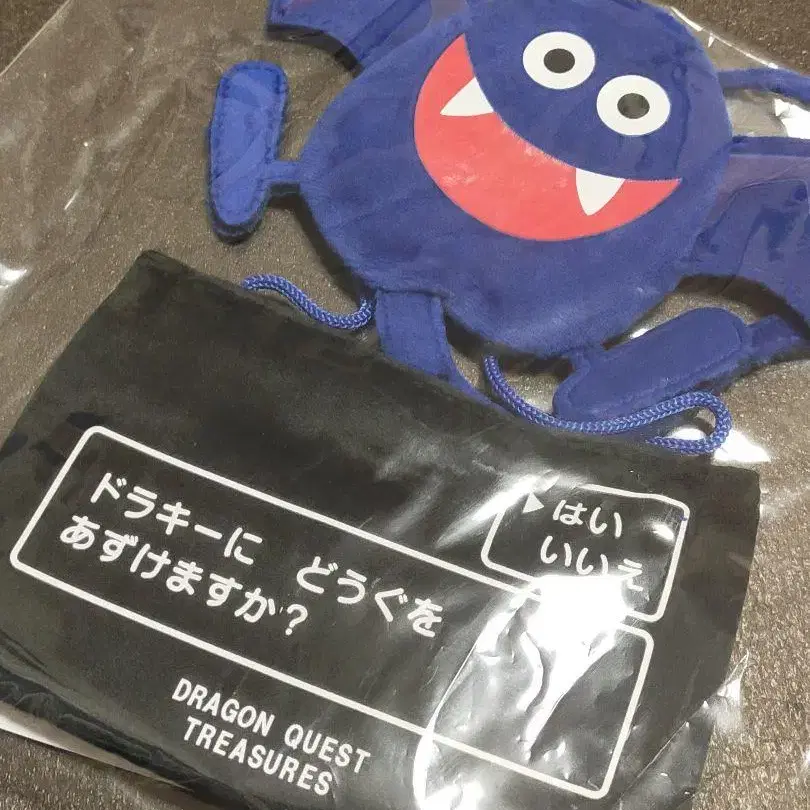 ▶はい
いいえ
ドラキーに どうぐを
あずけますか?
DRAGON QUEST
TREASURES